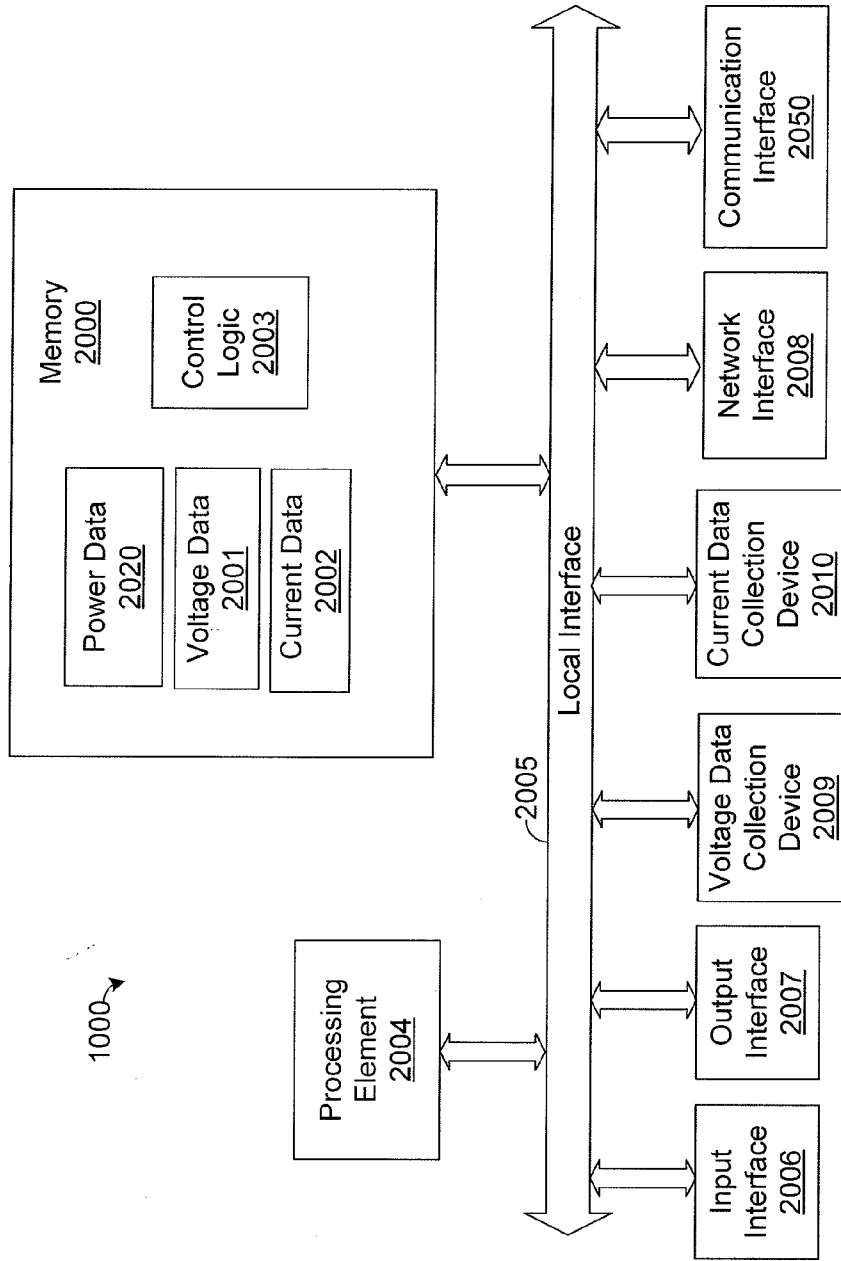 1000
Memory
2000
Power Data
2020
Voltage Data
2001
Current Data
2002
Control
Logic
2003
Processing
Element
2004
2005
Local Interface
Input
Interface
2006
Output
Interface
2007
Voltage Data
Collection
Device
2009
Current Data
Collection
Device
2010
Network
Interface
2008
Communication
Interface
2050